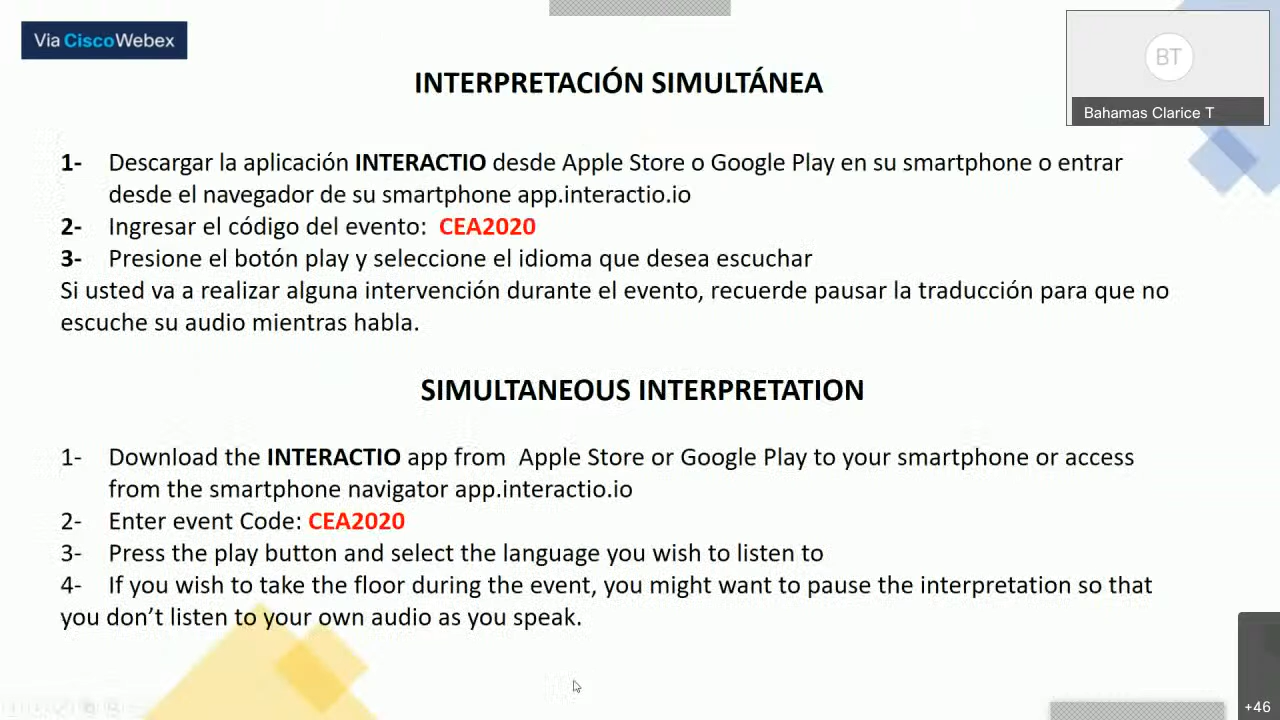 Via CiscoWebex
BT
Bahamas Clarice T
INTERPRETACIÓN SIMULTÁNEA
1- Descargar la aplicación INTERACTIO desde Apple Store o Google Play en su smartphone o entrar
desde el navegador de su smartphone app.interactio.io
2- Ingresar el código del evento: CEA2020
3- Presione el botón play y seleccione el idioma que desea escuchar
Si usted va a realizar alguna intervención durante el evento, recuerde pausar la traducción para que no
escuche su audio mientras habla.
SIMULTANEOUS INTERPRETATION
1- Download the INTERACTIO app from Apple Store or Google Play to your smartphone or access
from the smartphone navigator app.interactio.io
2- Enter event Code: CEA2020
3- Press the play button and select the language you wish to listen to
4- If you wish to take the floor during the event, you might want to pause the interpretation so that
you don’t listen to your own audio as you speak.
+46